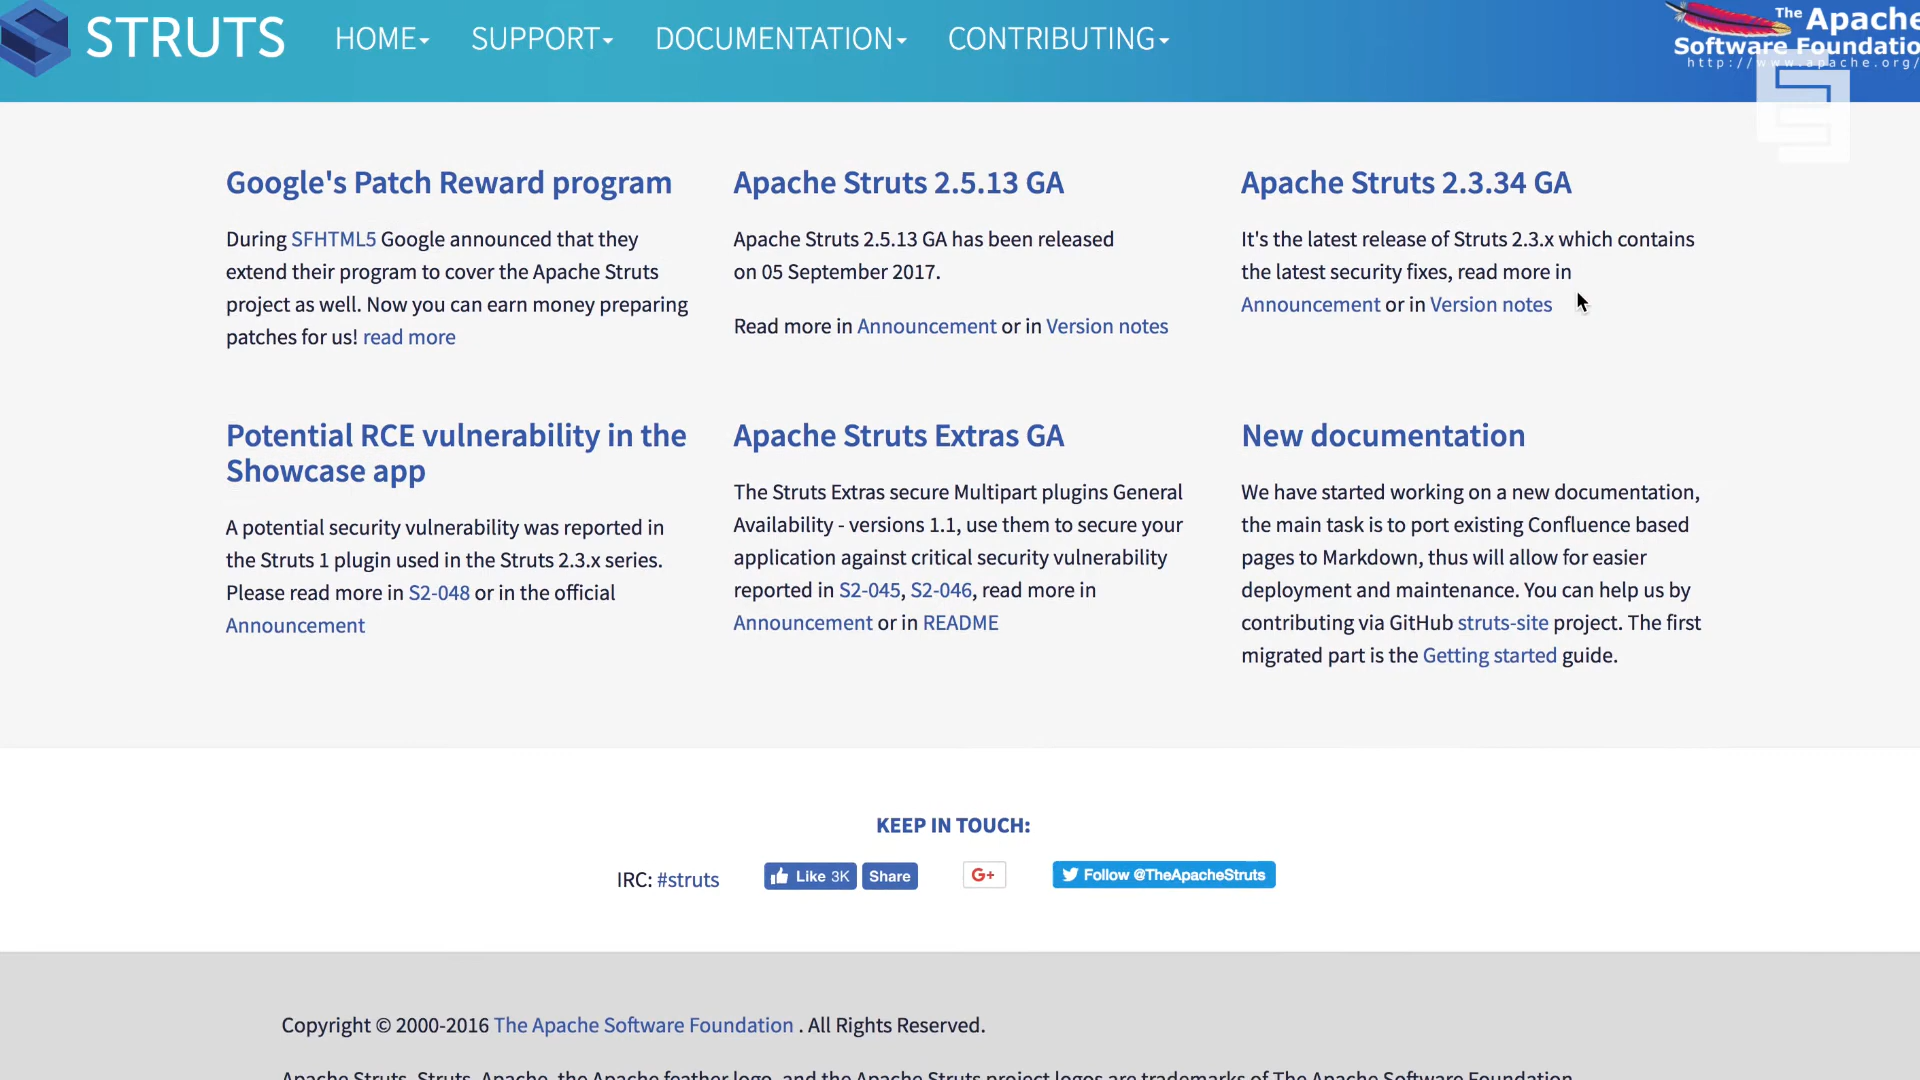 STRUTS
HOME
SUPPORT
DOCUMENTATION
CONTRIBUTING
The Apache
Software Foundatio
http://www.apache.org/
Google's Patch Reward program
During SFHTML5 Google announced that they
extend their program to cover the Apache Struts
project as well. Now you can earn money preparing
patches for us! read more
Apache Struts 2.5.13 GA
Apache Struts 2.5.13 GA has been released
on 05 September 2017.
Read more in Announcement or in Version notes
Apache Struts 2.3.34 GA
It's the latest release of Struts 2.3.x which contains
the latest security fixes, read more in
Announcement or in Version notes
Potential RCE vulnerability in the
Showcase app
A potential security vulnerability was reported in
the Struts 1 plugin used in the Struts 2.3.x series.
Please read more in S2-048 or in the official
Announcement
Apache Struts Extras GA
The Struts Extras secure Multipart plugins General
Availability - versions 1.1, use them to secure your
application against critical security vulnerability
reported in S2-045, S2-046, read more in
Announcement or in README
New documentation
We have started working on a new documentation,
the main task is to port existing Confluence based
pages to Markdown, thus will allow for easier
deployment and maintenance. You can help us by
contributing via GitHub struts-site project. The first
migrated part is the Getting started guide.
KEEP IN TOUCH:
IRC: #struts
Like 3K
Share
G+
Follow @TheApacheStruts
Copyright © 2000-2016 The Apache Software Foundation . All Rights Reserved.
Apache Struts, Struts, Apache, the Apache feather logo, and the Apache Struts project logos are trademarks of The Apache Software Foundation.